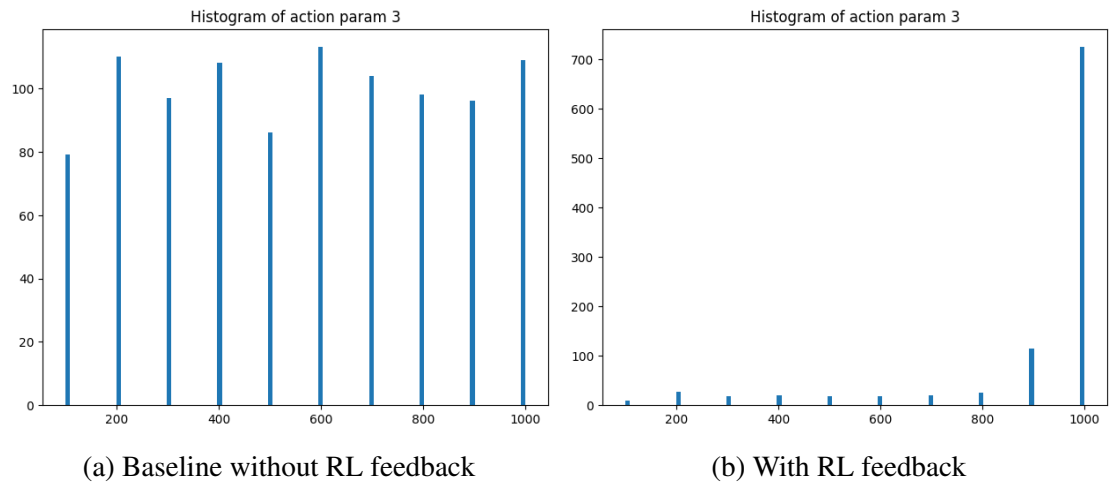 Histogram of action param 3
100
80
60
40
20
0
200 400 600 800 1000
(a) Baseline without RL feedback
Histogram of action param 3
700
600
500
400
300
200
100
0
200 400 600 800 1000
(b) With RL feedback